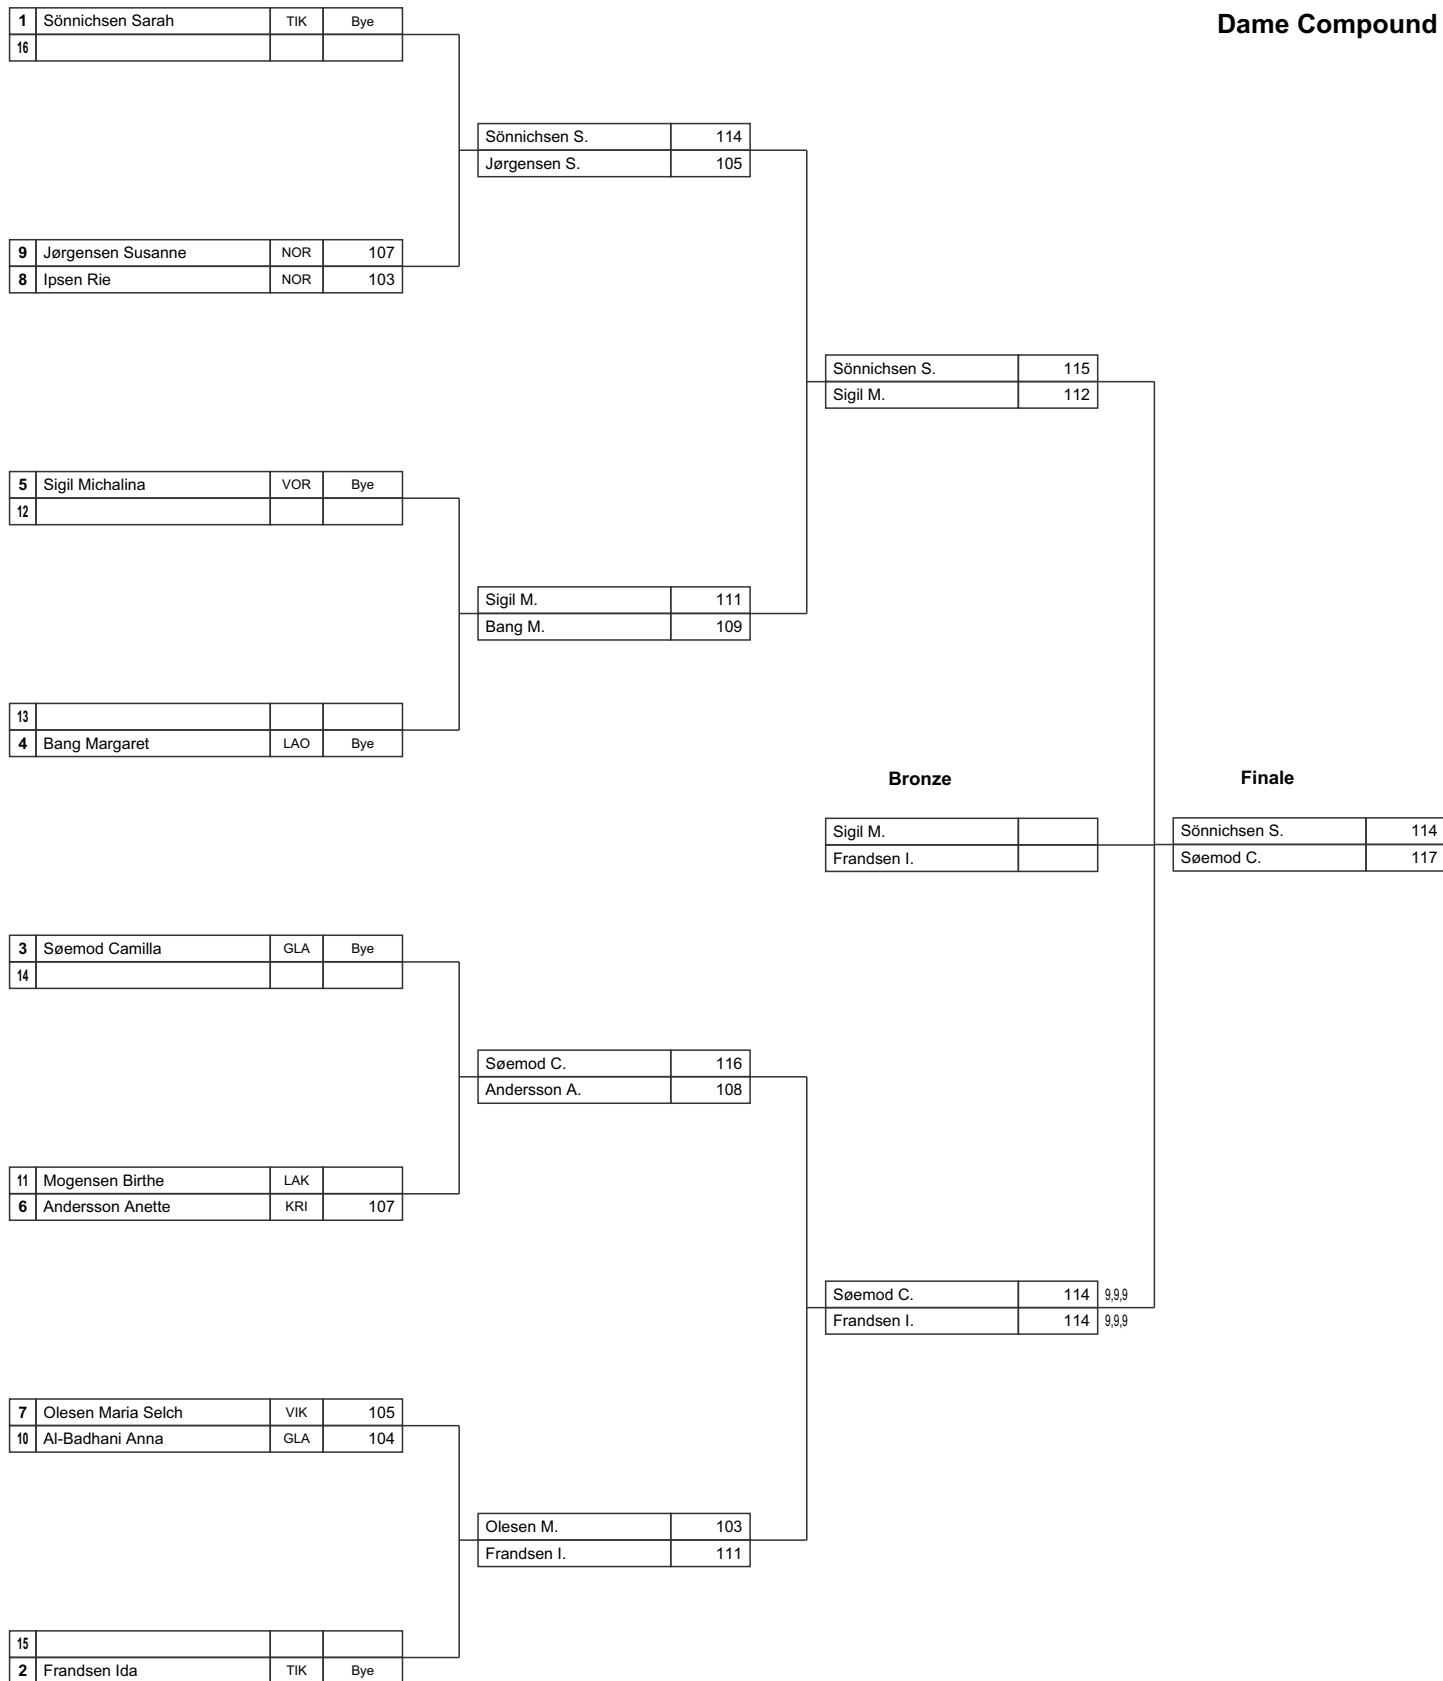 Dame Compound
1 Sönnichsen Sarah TIK Bye
16
Sönnichsen S. 114
Jørgensen S. 105
9 Jørgensen Susanne NOR 107
8 Ipsen Rie NOR 103
Sönnichsen S. 115
Sigil M. 112
5 Sigil Michalina VOR Bye
12
Sigil M. 111
Bang M. 109
13
4 Bang Margaret LAO Bye
Bronze Finale
Sigil M. Sönnichsen S. 114
Frandsen I. Søemod C. 117
3 Søemod Camilla GLA Bye
14
Søemod C. 116
Andersson A. 108
11 Mogensen Birthe LAK
6 Andersson Anette KRI 107
Søemod C. 114 9,9,9
Frandsen I. 114 9,9,9
7 Olesen Maria Selch VIK 105
10 Al-Badhani Anna GLA 104
Olesen M. 103
Frandsen I. 111
15
2 Frandsen Ida TIK Bye